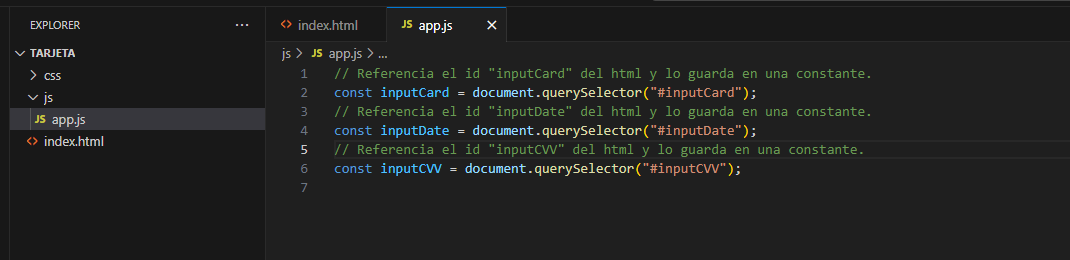 EXPLORER ...
TARJETA
css
js
JS app.js
<> index.html
<> index.html
JS app.js
js > JS app.js > ...
1 // Referencia el id "inputCard" del html y lo guarda en una constante.
2 const inputCard = document.querySelector("#inputCard");
3 // Referencia el id "inputDate" del html y lo guarda en una constante.
4 const inputDate = document.querySelector("#inputDate");
5 // Referencia el id "inputCVV" del html y lo guarda en una constante.
6 const inputCVV = document.querySelector("#inputCVV");
7